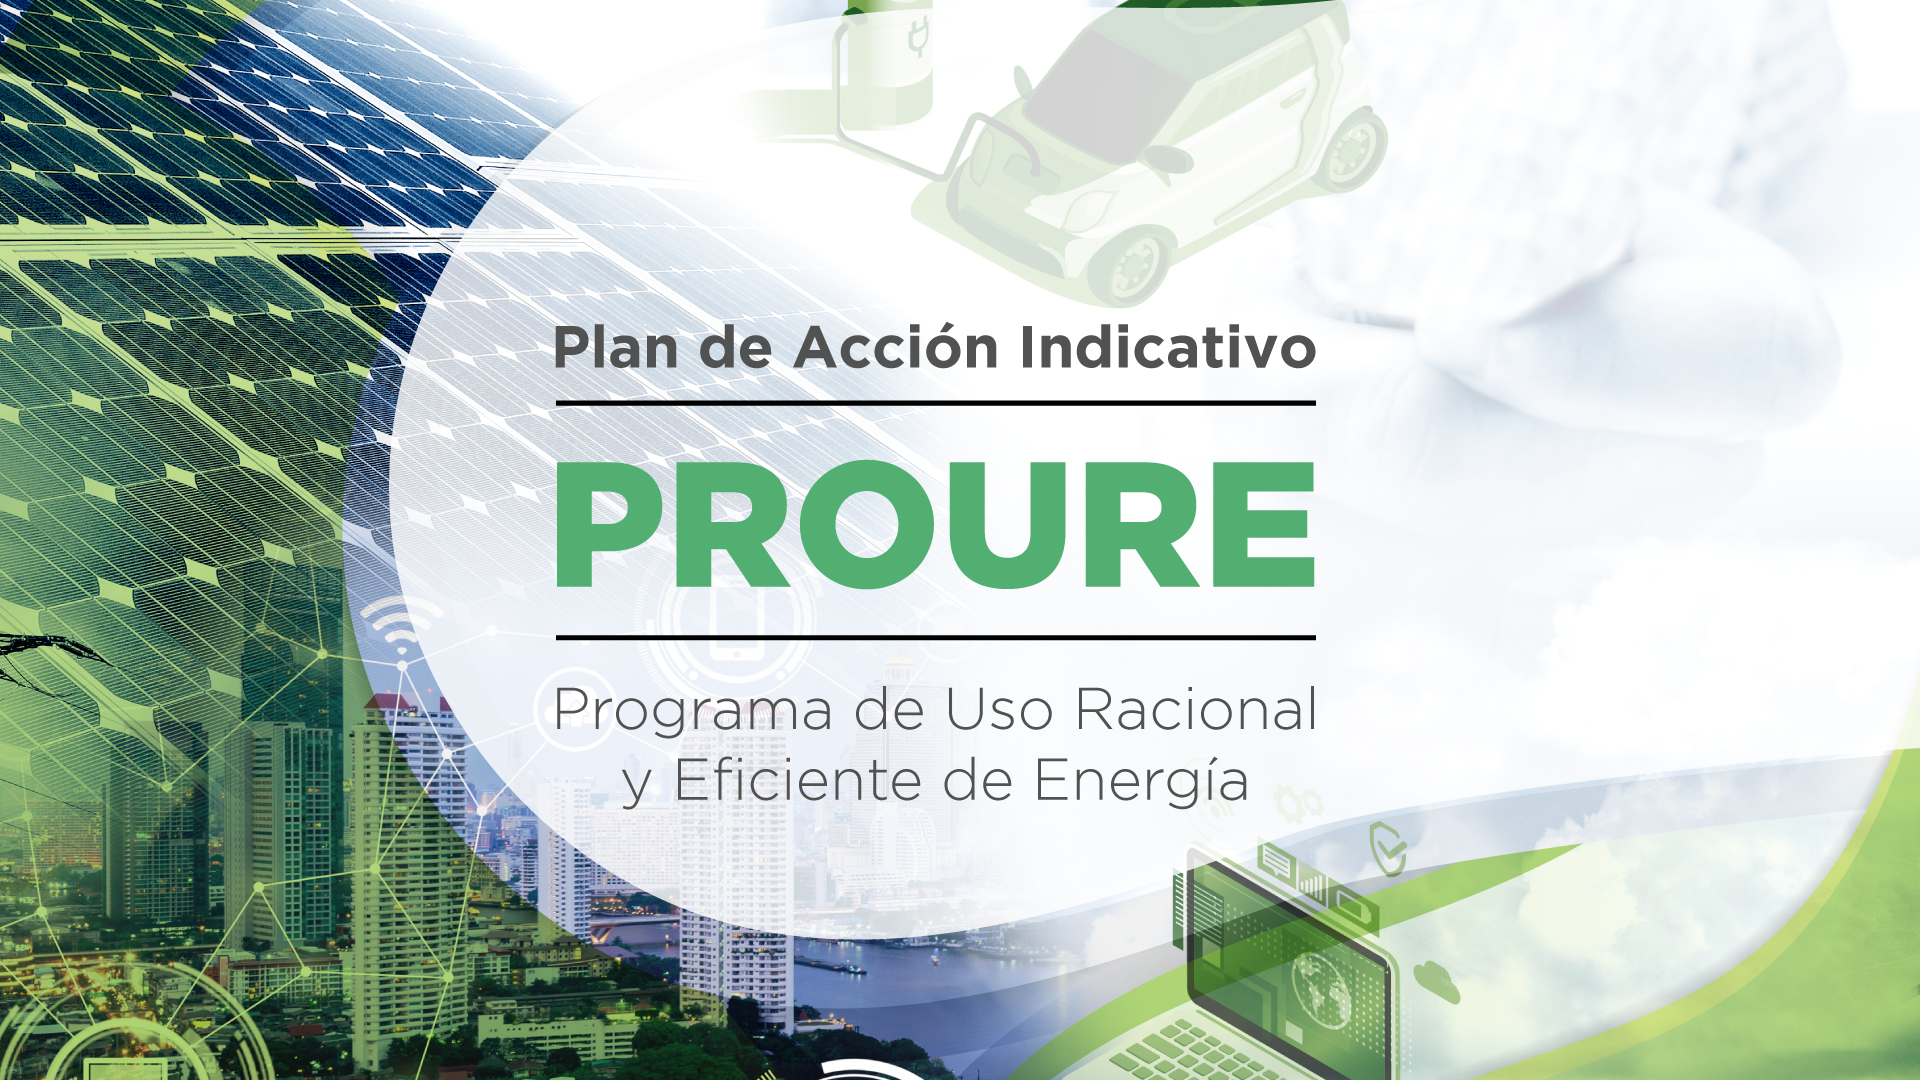 Plan de Acción Indicativo
PROURE
Programa de Uso Racional
y Eficiente de Energía